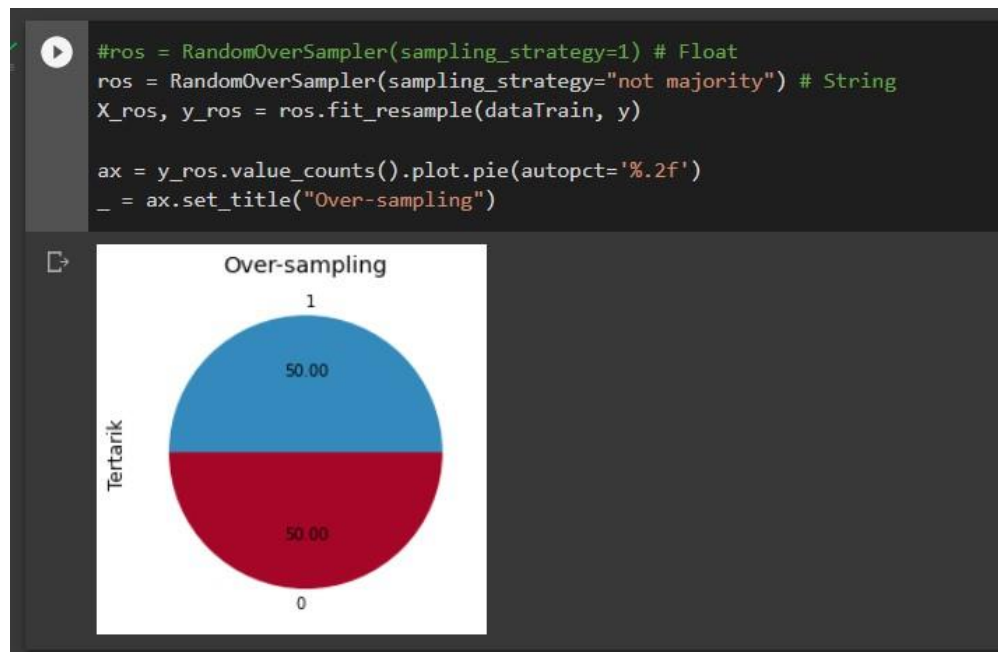 #ros = RandomOverSampler(sampling_strategy=1) # Float
ros = RandomOverSampler(sampling_strategy="not majority") # String
X_ros, y_ros = ros.fit_resample(dataTrain, y)
ax = y_ros.value_counts().plot.pie(autopct='%.2f')
_ = ax.set_title("Over-sampling")
Over-sampling
1
50.00
Tertarik
50.00
0